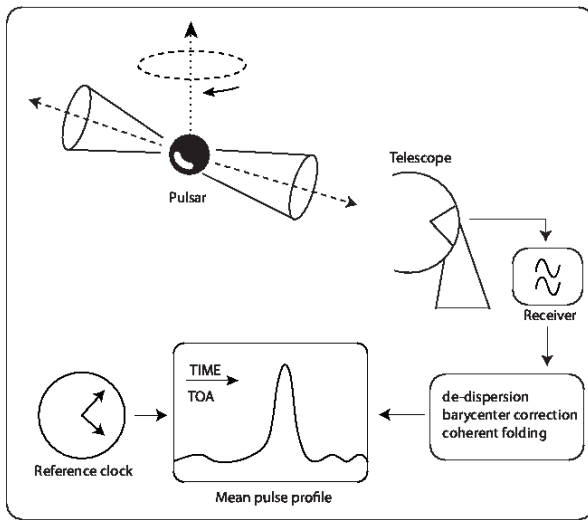 Pulsar
Telescope
Receiver
de-dispersion
barycenter correction
coherent folding
TIME
TOA
Mean pulse profile
Reference clock